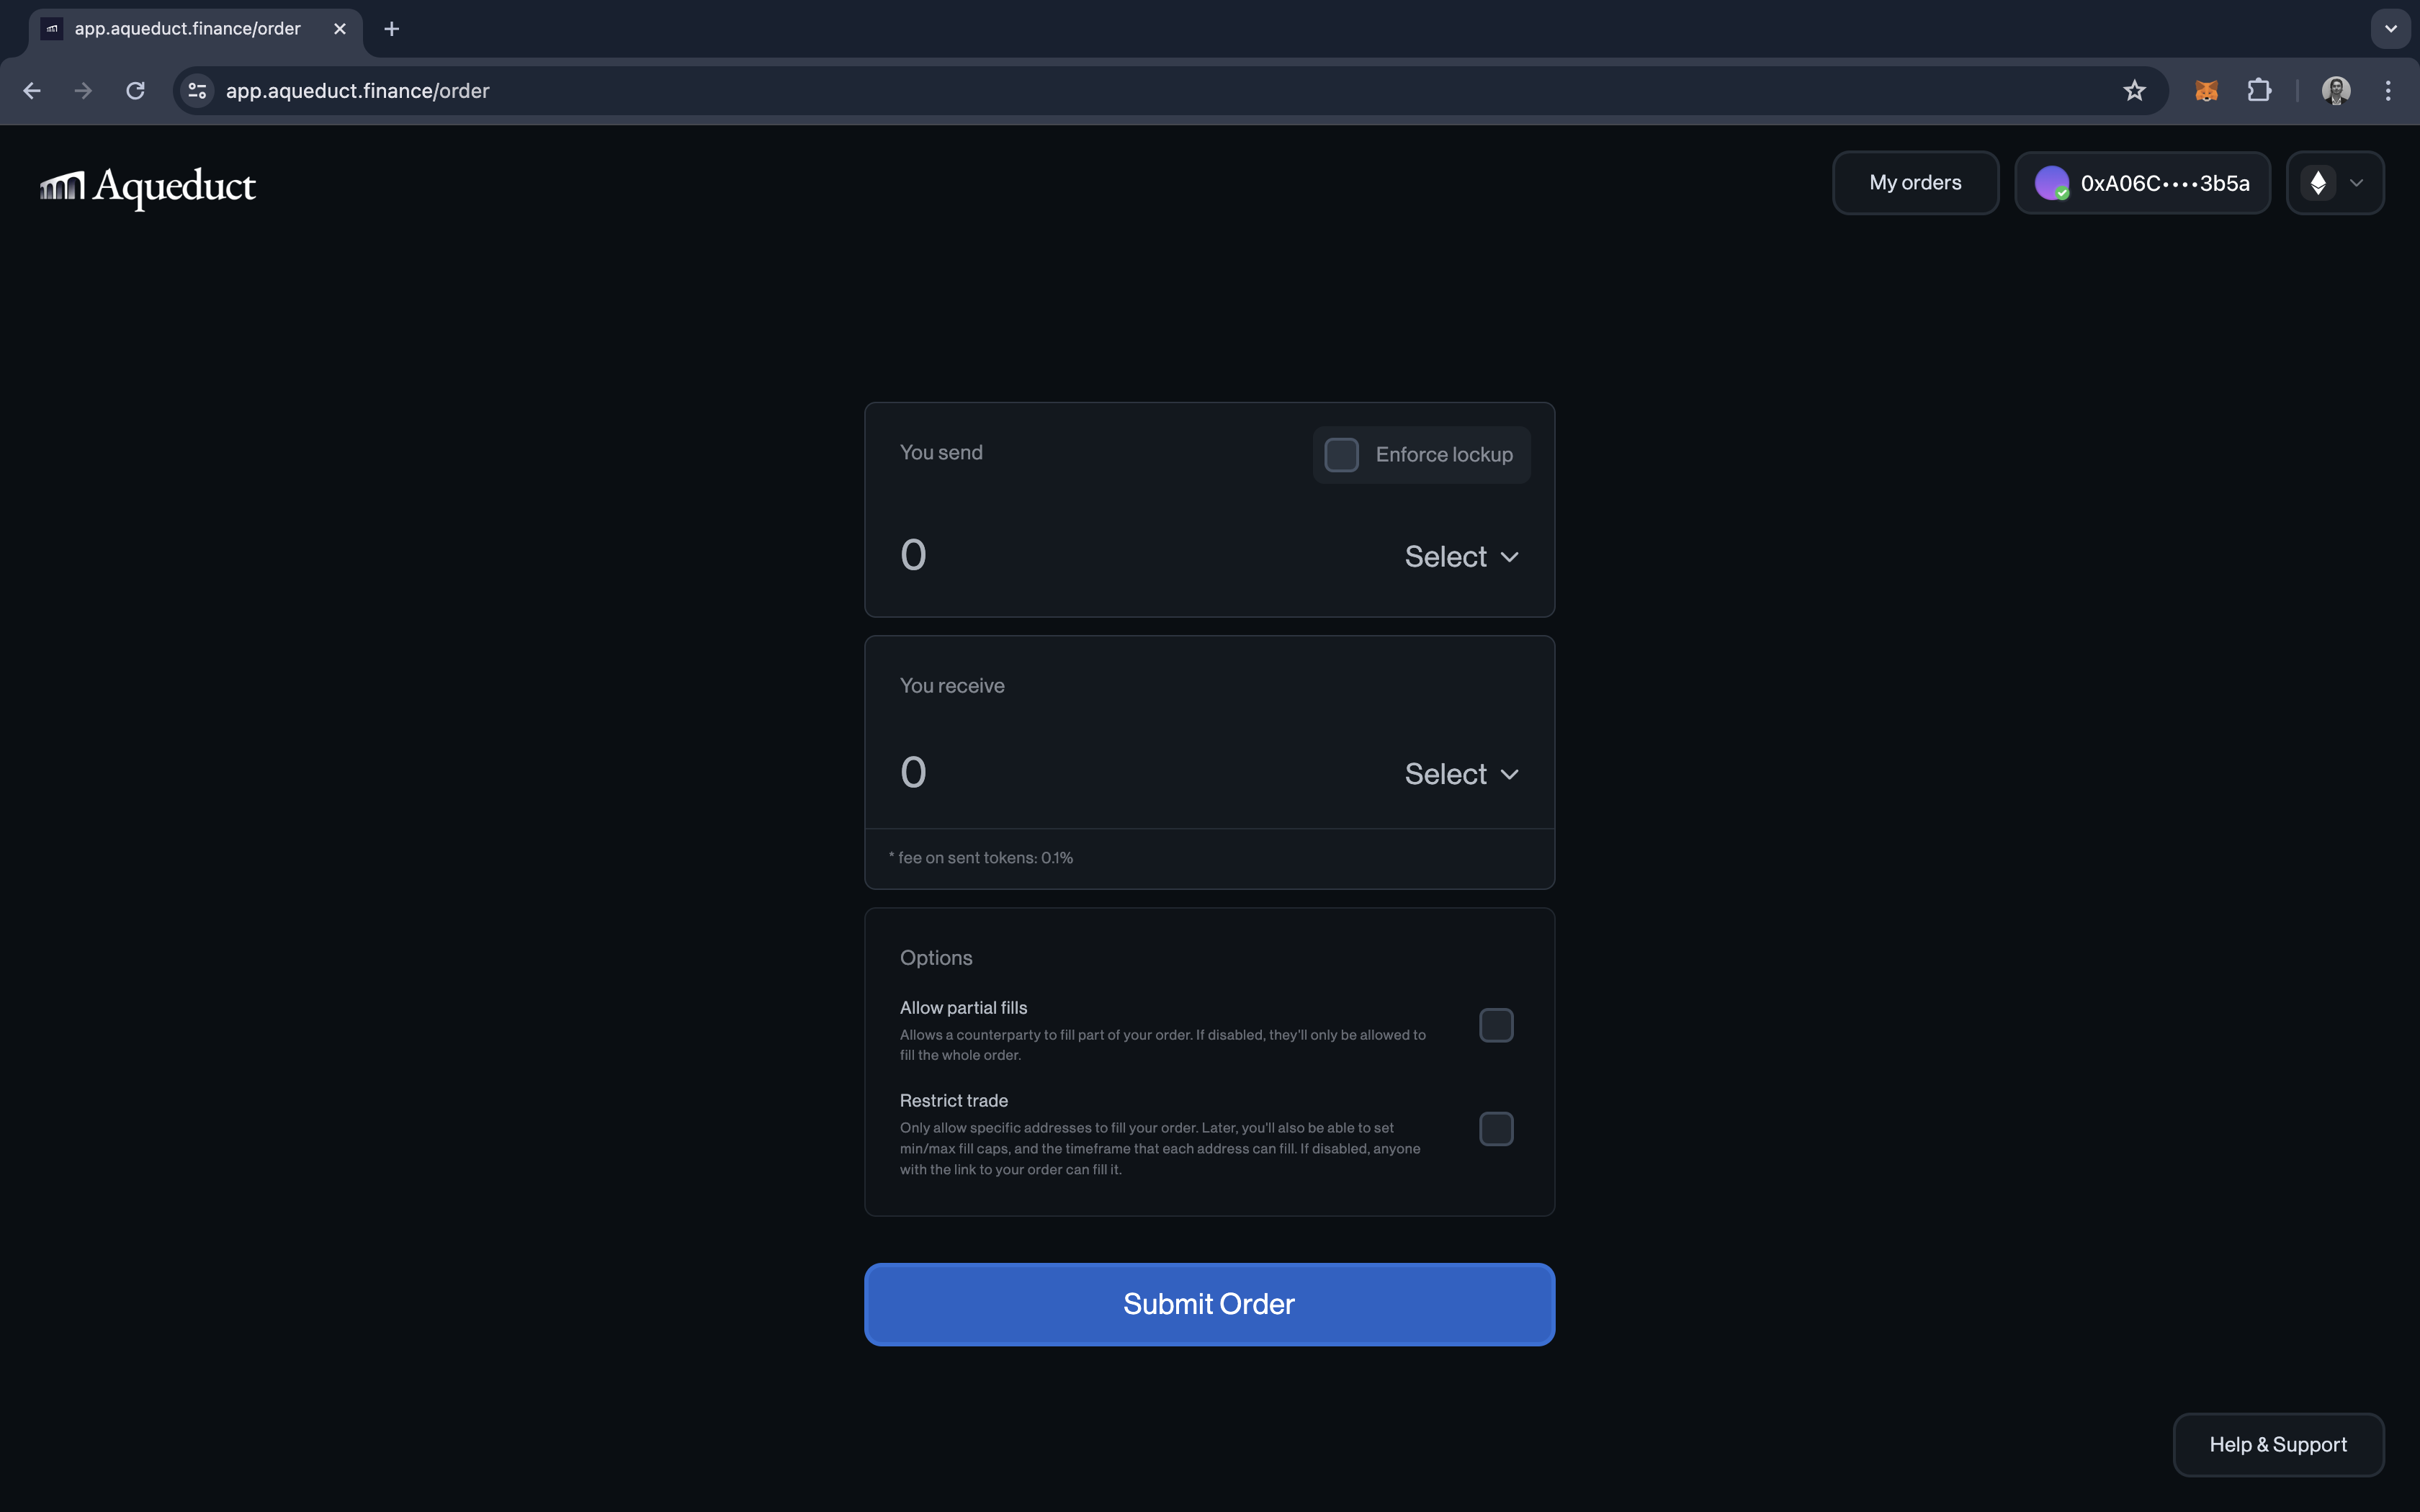 app.aqueduct.finance/order
app.aqueduct.finance/order
Aqueduct
My orders
0xA06C····3b5a
You send
Enforce lockup
0
Select
You receive
0
Select
* fee on sent tokens: 0.1%
Options
Allow partial fills
Allows a counterparty to fill part of your order. If disabled, they'll only be allowed to
fill the whole order.
Restrict trade
Only allow specific addresses to fill your order. Later, you'll also be able to set
min/max fill caps, and the timeframe that each address can fill. If disabled, anyone
with the link to your order can fill it.
Submit Order
Help & Support